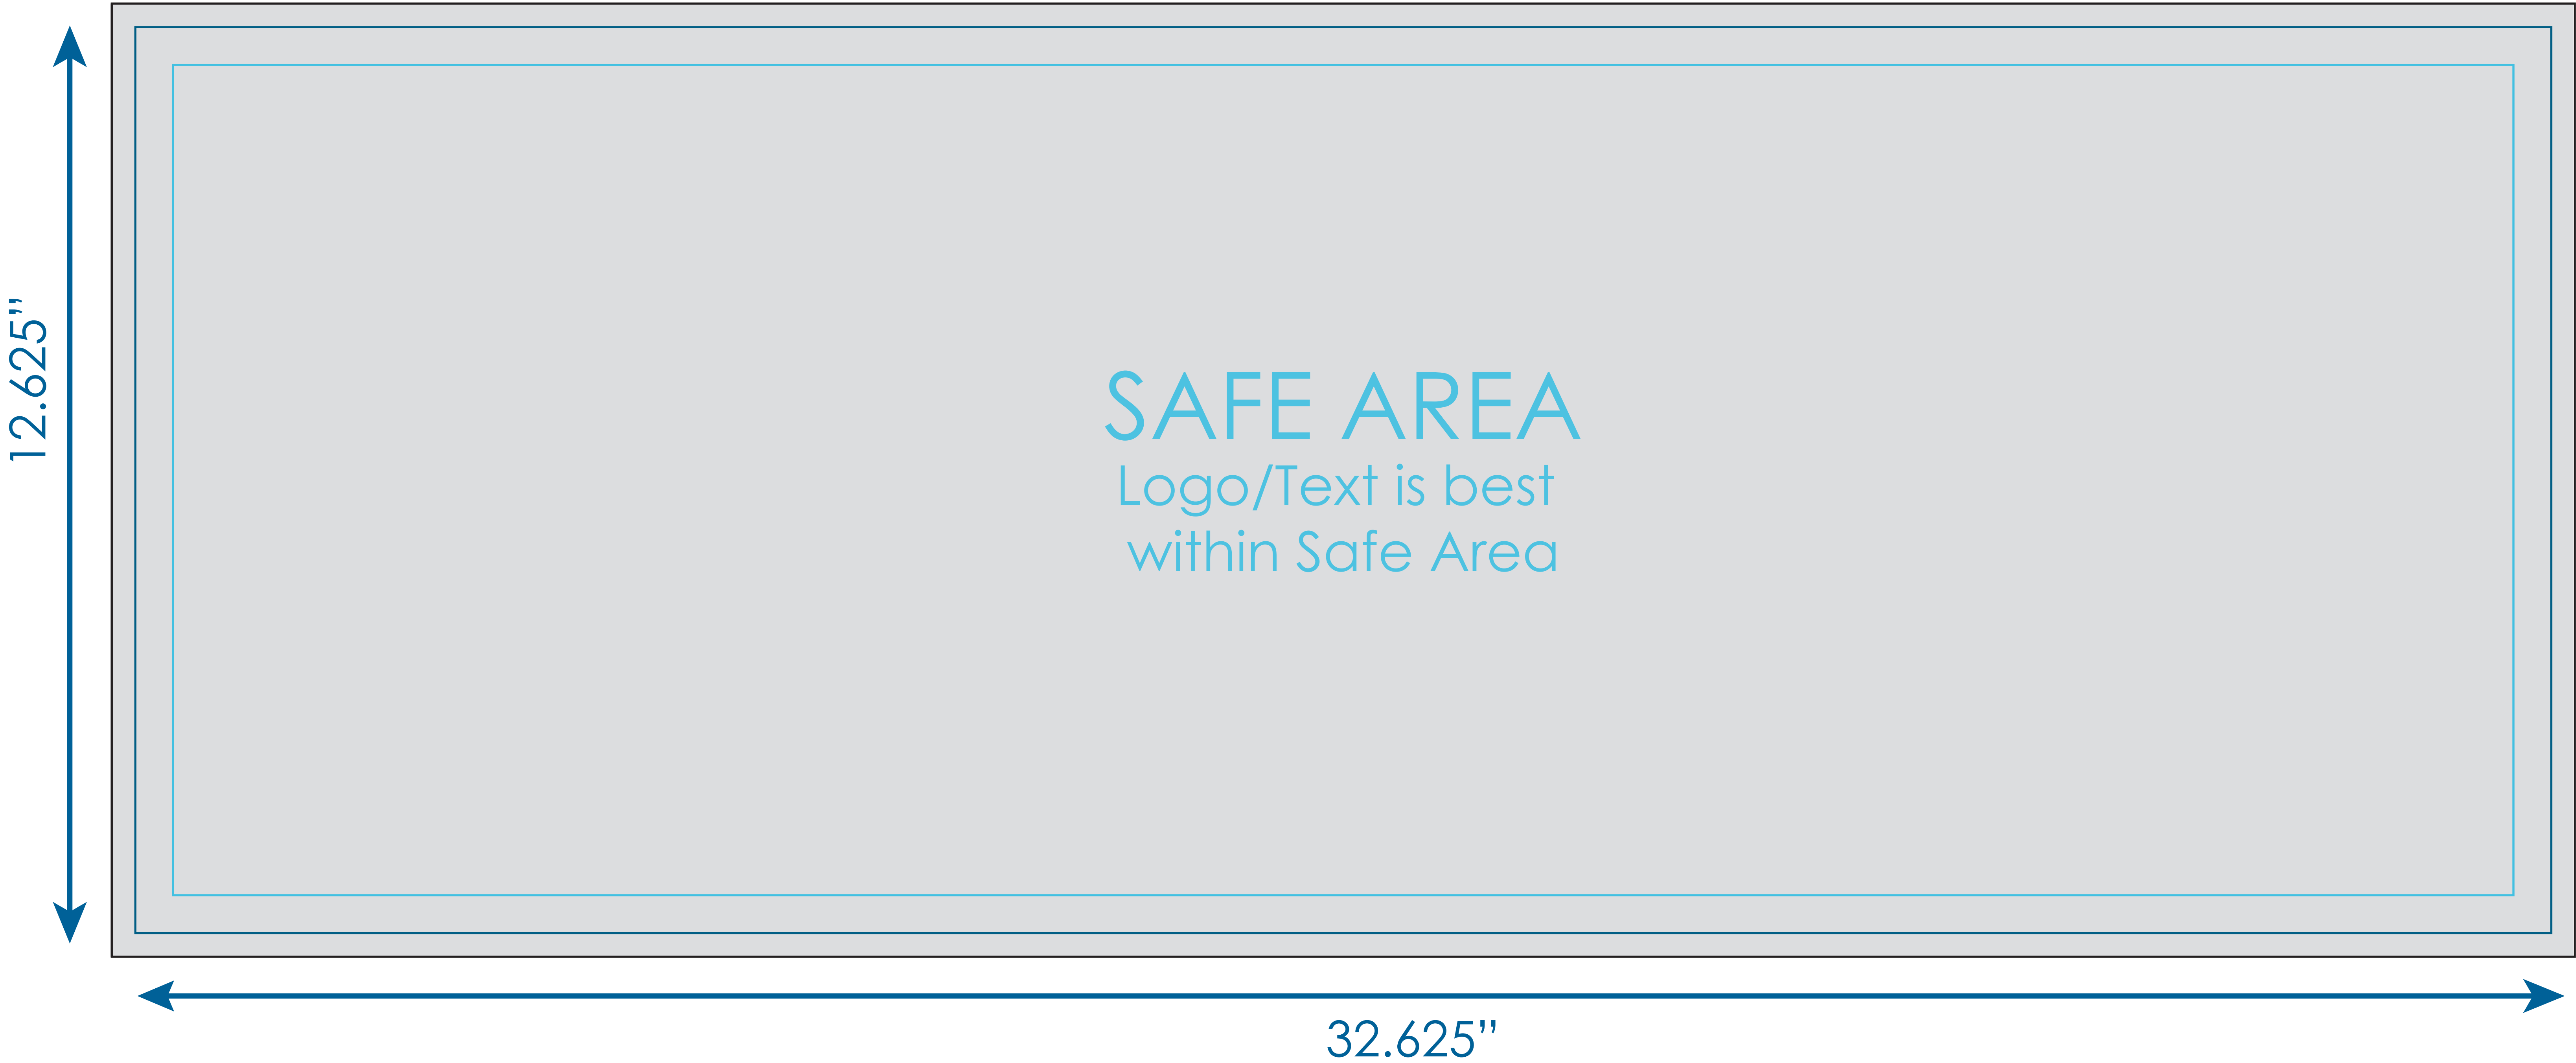 12.625”
SAFE AREA
Logo/Text is best
within Safe Area
32.625”